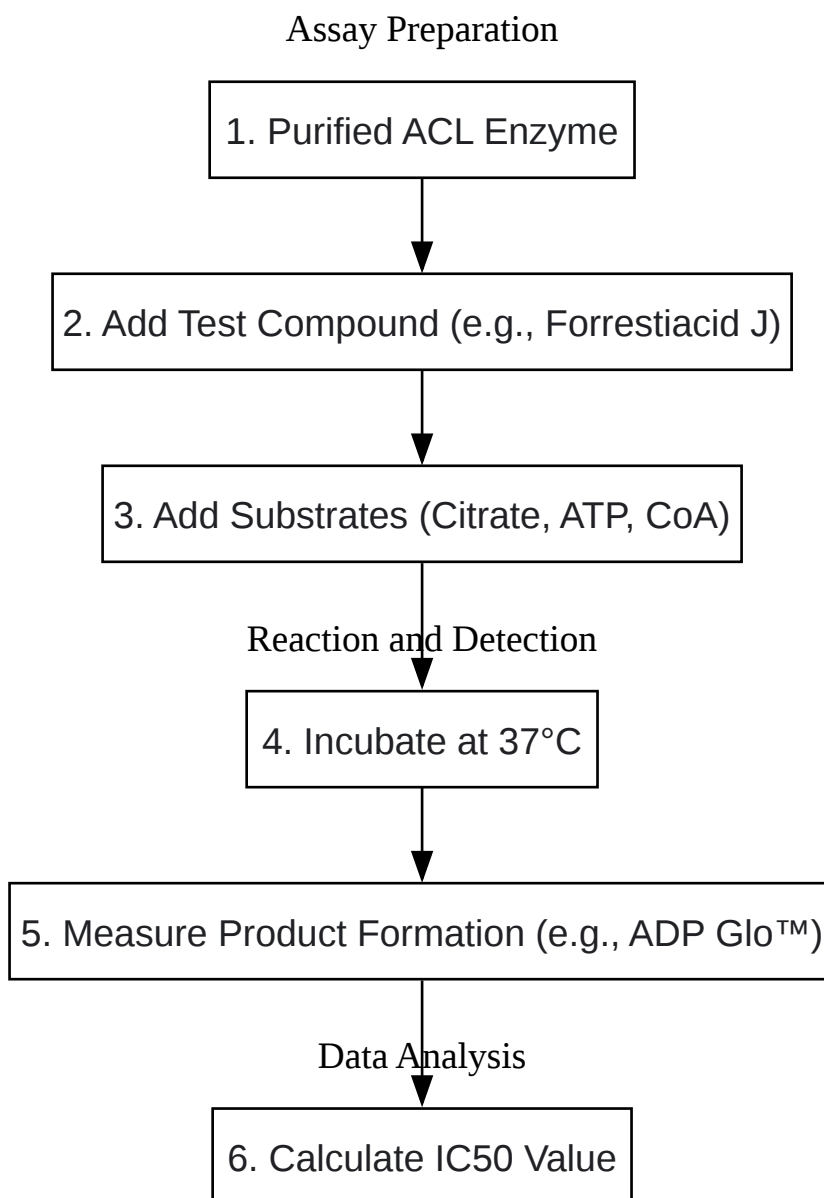 Assay Preparation
1. Purified ACL Enzyme
2. Add Test Compound (e.g., Forrestiacid J)
3. Add Substrates (Citrate, ATP, CoA)
Reaction and Detection
4. Incubate at 37°C
5. Measure Product Formation (e.g., ADP Glo™)
Data Analysis
6. Calculate IC50 Value